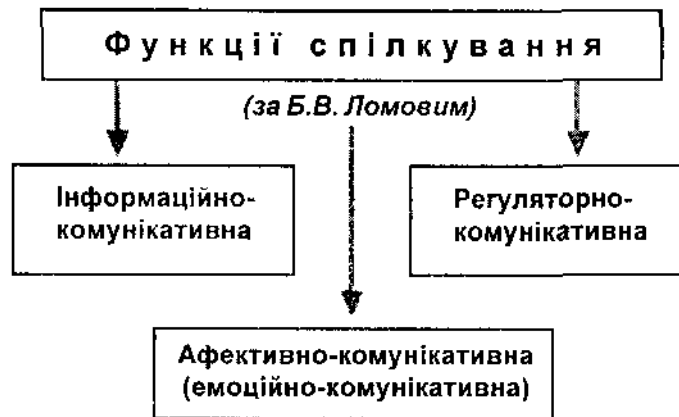 Функції спілкування
(за Б.В. Ломовим)
Інформаційно-
комунікативна
Регуляторно-
комунікативна
Афективно-комунікативна
(емоційно-комунікативна)